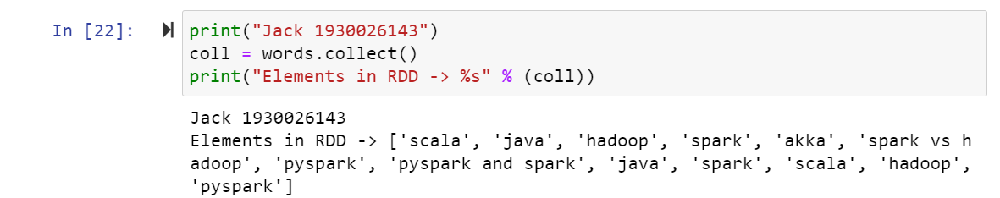 In [22]: print("Jack 1930026143")
coll = words.collect()
print("Elements in RDD -> %s" % (coll))
Jack 1930026143
Elements in RDD -> ['scala', 'java', 'hadoop', 'spark', 'akka', 'spark vs h
adoop', 'pyspark', 'pyspark and spark', 'java', 'spark', 'scala', 'hadoop',
'pyspark']